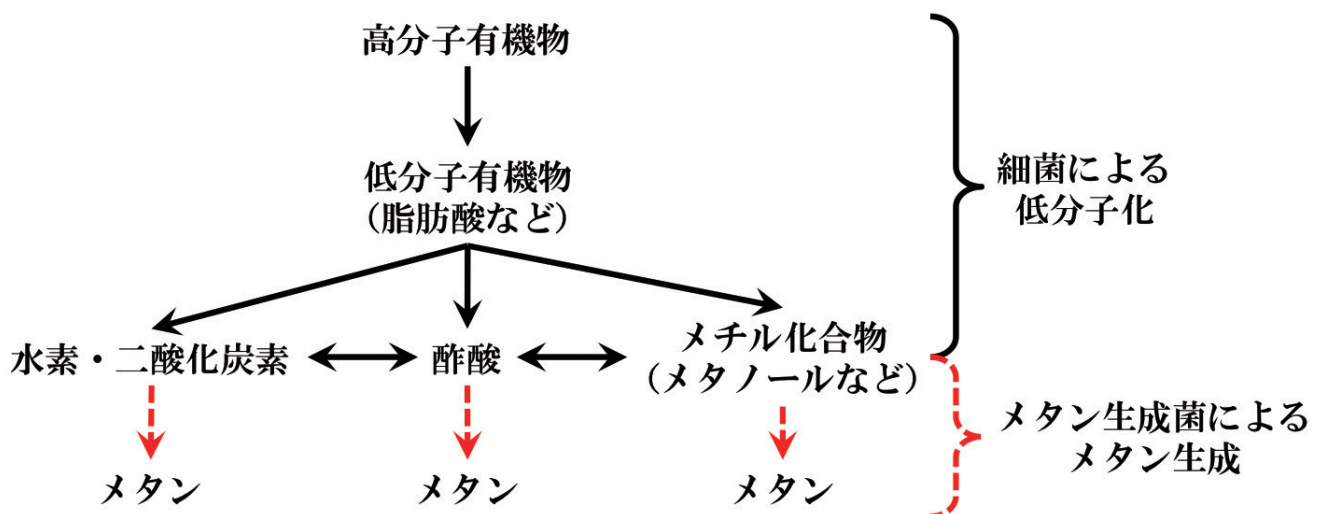 高分子有機物
低分子有機物
（脂肪酸など）
細菌による
低分子化
水素・二酸化炭素
酢酸
メチル化合物
（メタノールなど）
メタン
メタン
メタン
メタン生成菌による
メタン生成